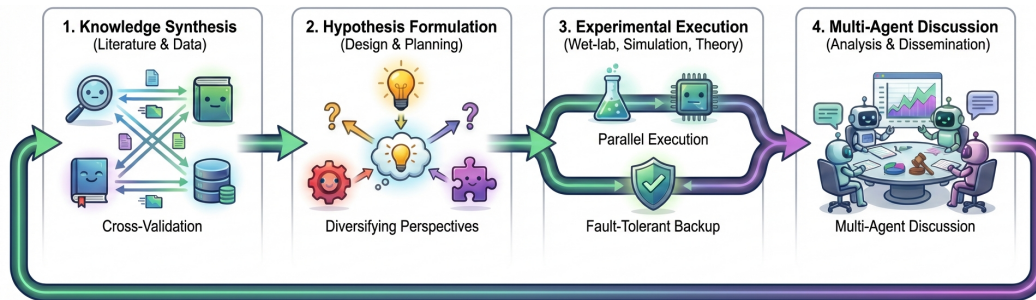 1. Knowledge Synthesis
(Literature & Data)
Cross-Validation
2. Hypothesis Formulation
(Design & Planning)
?
?
Diversifying Perspectives
3. Experimental Execution
(Wet-lab, Simulation, Theory)
Parallel Execution
Fault-Tolerant Backup
4. Multi-Agent Discussion
(Analysis & Dissemination)
Multi-Agent Discussion